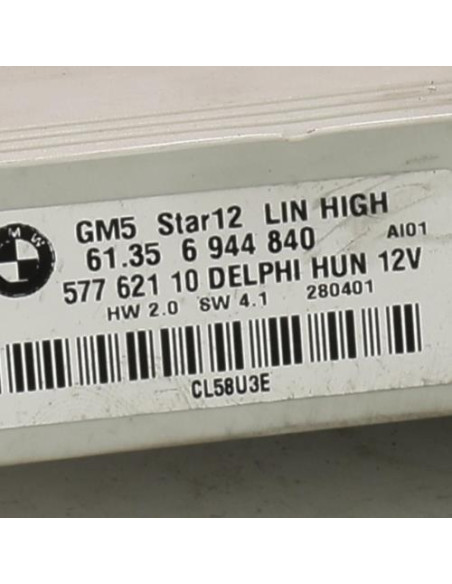 BMW
GM5 Star12 LIN HIGH
61.35 6 944 840 AI01
577 621 10 DELPHI HUN 12V
HW 2.0 SW 4.1 280401
CL58U3E